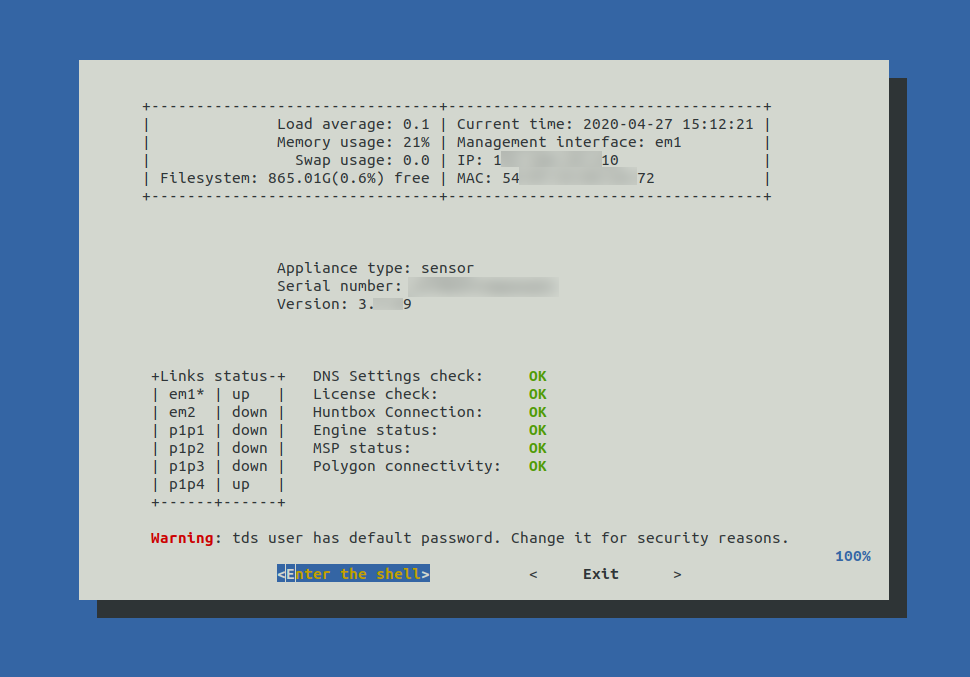 +--------------------------------+-----------------------------------+
| Load average: 0.1 | Current time: 2020-04-27 15:12:21 |
| Memory usage: 21% | Management interface: em1 |
| Swap usage: 0.0 | IP: 1 10 |
| Filesystem: 865.01G(0.6%) free | MAC: 54 72 |
+--------------------------------+-----------------------------------+
Appliance type: sensor
Serial number:
Version: 3. 9
+Links status-+ DNS Settings check: OK
| em1* | up | License check: OK
| em2 | down | Huntbox Connection: OK
| p1p1 | down | Engine status: OK
| p1p2 | down | MSP status: OK
| p1p3 | down | Polygon connectivity: OK
| p1p4 | up |
+------+------+
Warning: tds user has default password. Change it for security reasons.
100%
<Enter the shell> < Exit >